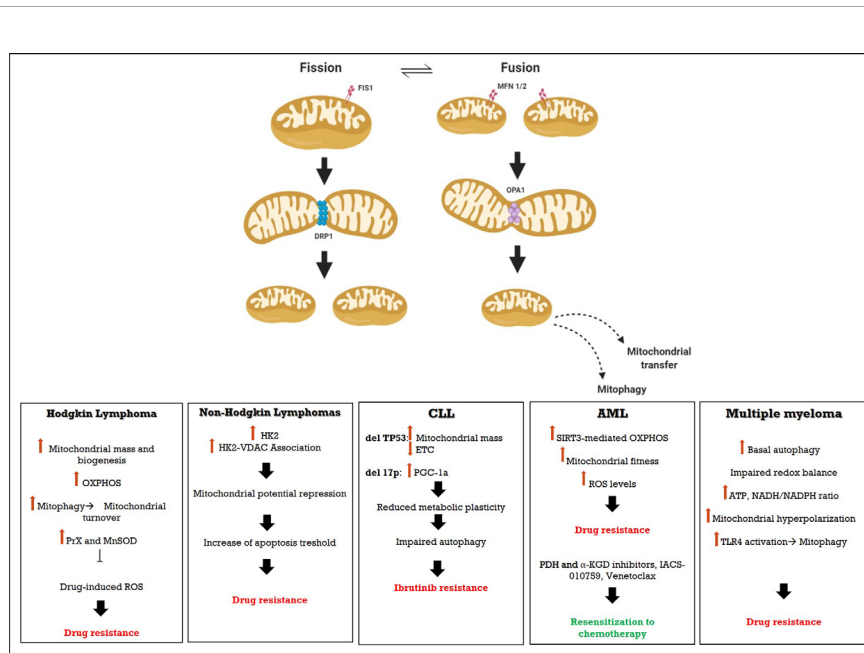 Fission
Fusion
FIS1
MFN 1/2
DRP1
OPA1
Mitochondrial
transfer
Mitophagy
Hodgkin Lymphoma
Mitochondrial mass and
biogenesis
OXPHOS
Mitophagy→ Mitochondrial
turnover
PrX and MnSOD
Drug-induced ROS
Drug resistance
Non-Hodgkin Lymphomas
HK2
HK2-VDAC Association
Mitochondrial potential repression
Increase of apoptosis treshold
Drug resistance
CLL
del TP53: Mitochondrial mass
ETC
del 17p: PGC-1a
Reduced metabolic plasticity
Impaired autophagy
Ibrutinib resistance
AML
SIRT3-mediated OXPHOS
Mitochondrial fitness
ROS levels
Drug resistance
PDH and α-KGD inhibitors, IACS-
010759, Venetoclax
Resensitization to
chemotherapy
Multiple myeloma
Basal autophagy
Impaired redox balance
ATP, NADH/NADPH ratio
Mitochondrial hyperpolarization
TLR4 activation→ Mitophagy
Drug resistance